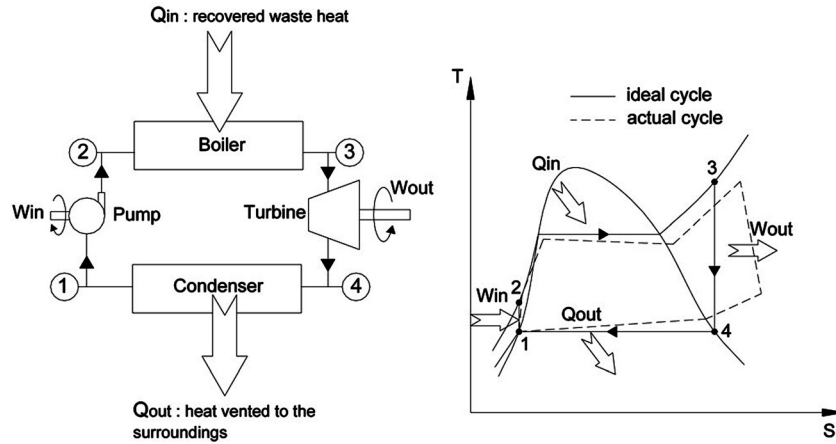 Qin : recovered waste heat
2
Boiler
3
Win
Pump
Turbine
Wout
1
Condenser
4
Qout : heat vented to the
surroundings
T
ideal cycle
actual cycle
Qin
3
Wout
2
Win
Qout
1
4
S